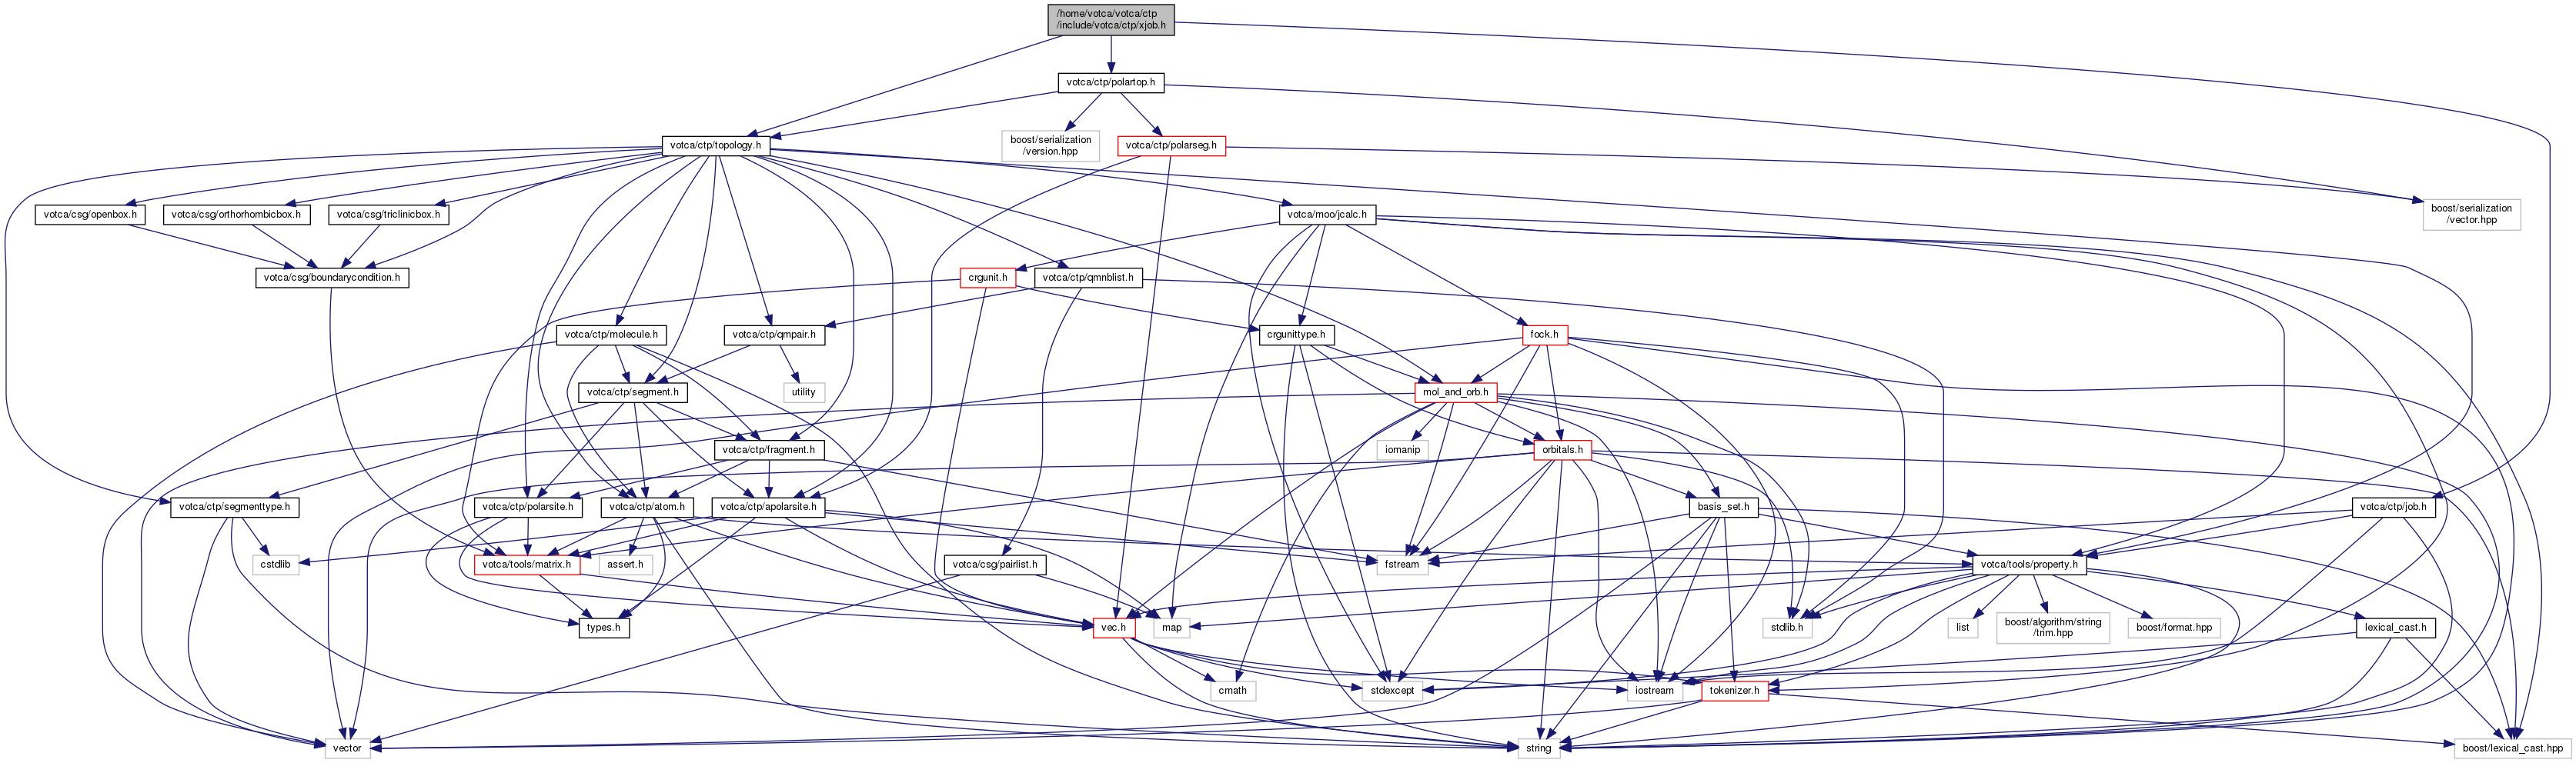 /home/votca/votca/ctp
/include/votca/ctp/xjob.h
votca/ctp/polartop.h
votca/ctp/topology.h
boost/serialization
/version.hpp
votca/ctp/polarseg.h
votca/csg/openbox.h
votca/csg/orthorhombicbox.h
votca/csg/triclinicbox.h
votca/moo/jcalc.h
boost/serialization
/vector.hpp
votca/csg/boundarycondition.h
crgunit.h
votca/ctp/qmnblist.h
votca/ctp/molecule.h
votca/ctp/qmpair.h
crgunittype.h
fock.h
votca/ctp/segment.h
utility
mol_and_orb.h
votca/ctp/fragment.h
iomanip
orbitals.h
votca/ctp/segmenttype.h
votca/ctp/polarsite.h
votca/ctp/atom.h
votca/ctp/apolarsite.h
basis_set.h
votca/ctp/job.h
cstdlib
votca/tools/matrix.h
assert.h
votca/csg/pairlist.h
fstream
votca/tools/property.h
types.h
vec.h
map
stdlib.h
list
boost/algorithm/string
/trim.hpp
boost/format.hpp
lexical_cast.h
cmath
stdexcept
iostream
tokenizer.h
vector
string
boost/lexical_cast.hpp